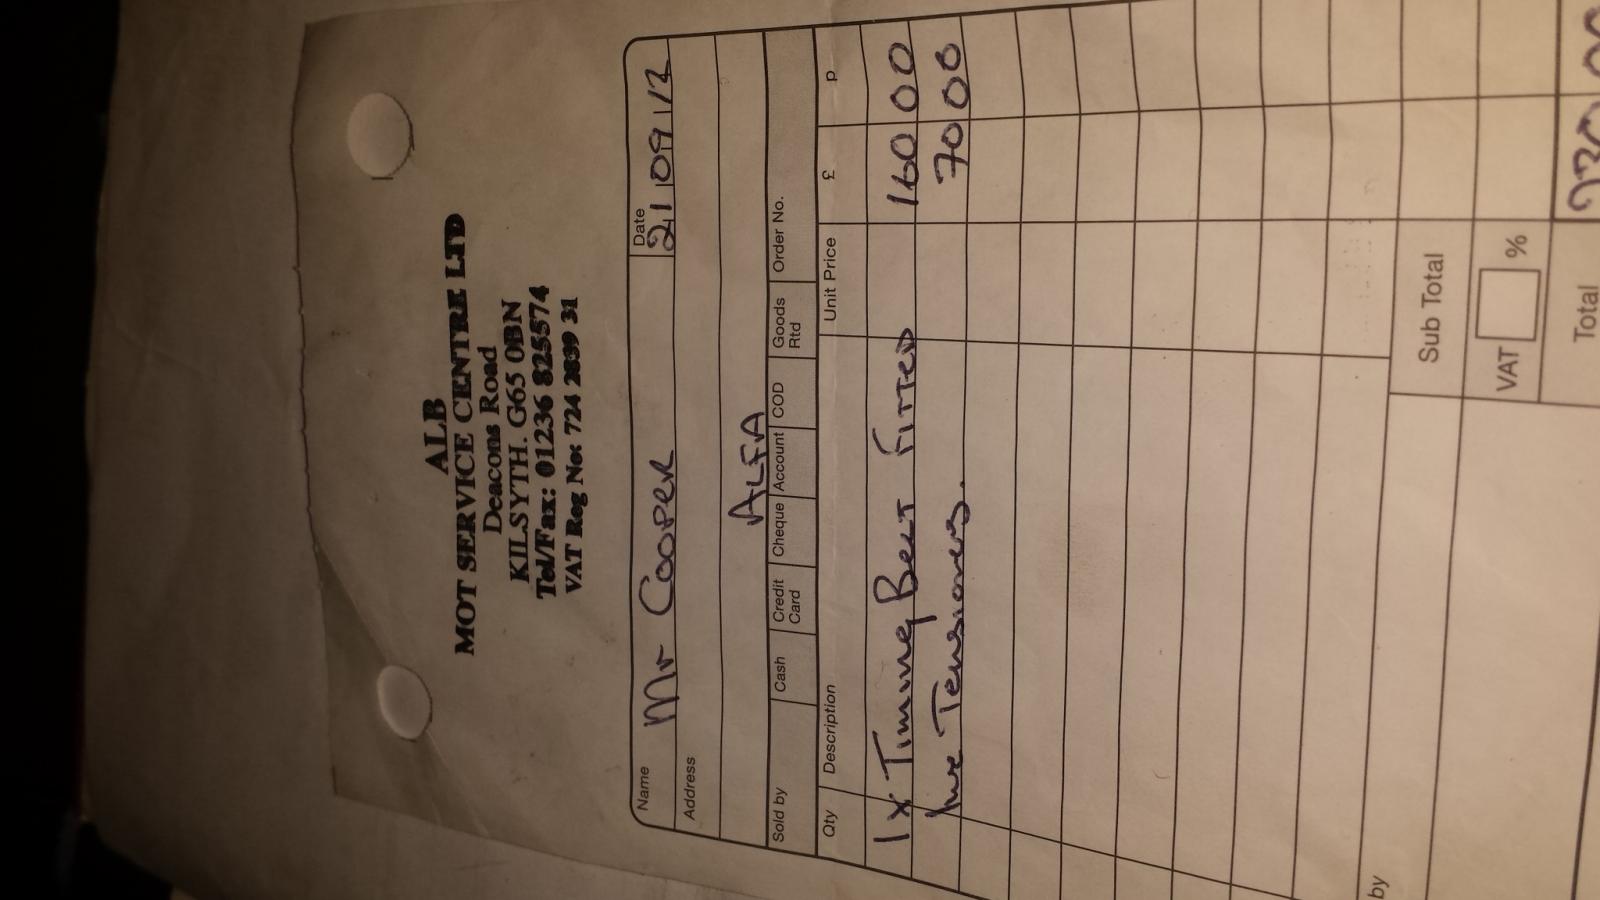 ALB
MOT SERVICE CENTRE LTD
Deacons Road
KILSYTH. G65 0BN
Tel/Fax: 01236 825574
VAT Reg No: 724 2839 31
Name Mr Cooper Date 21 09 12
Address
ALFA
Sold by Cash Credit Card Cheque Account COD Goods Rtd Order No.
Qty Description Unit Price £ p
1 x Timing Belt Fitted 160 00
Tensioners. 70 00
Sub Total
VAT %
Total 230 00
by